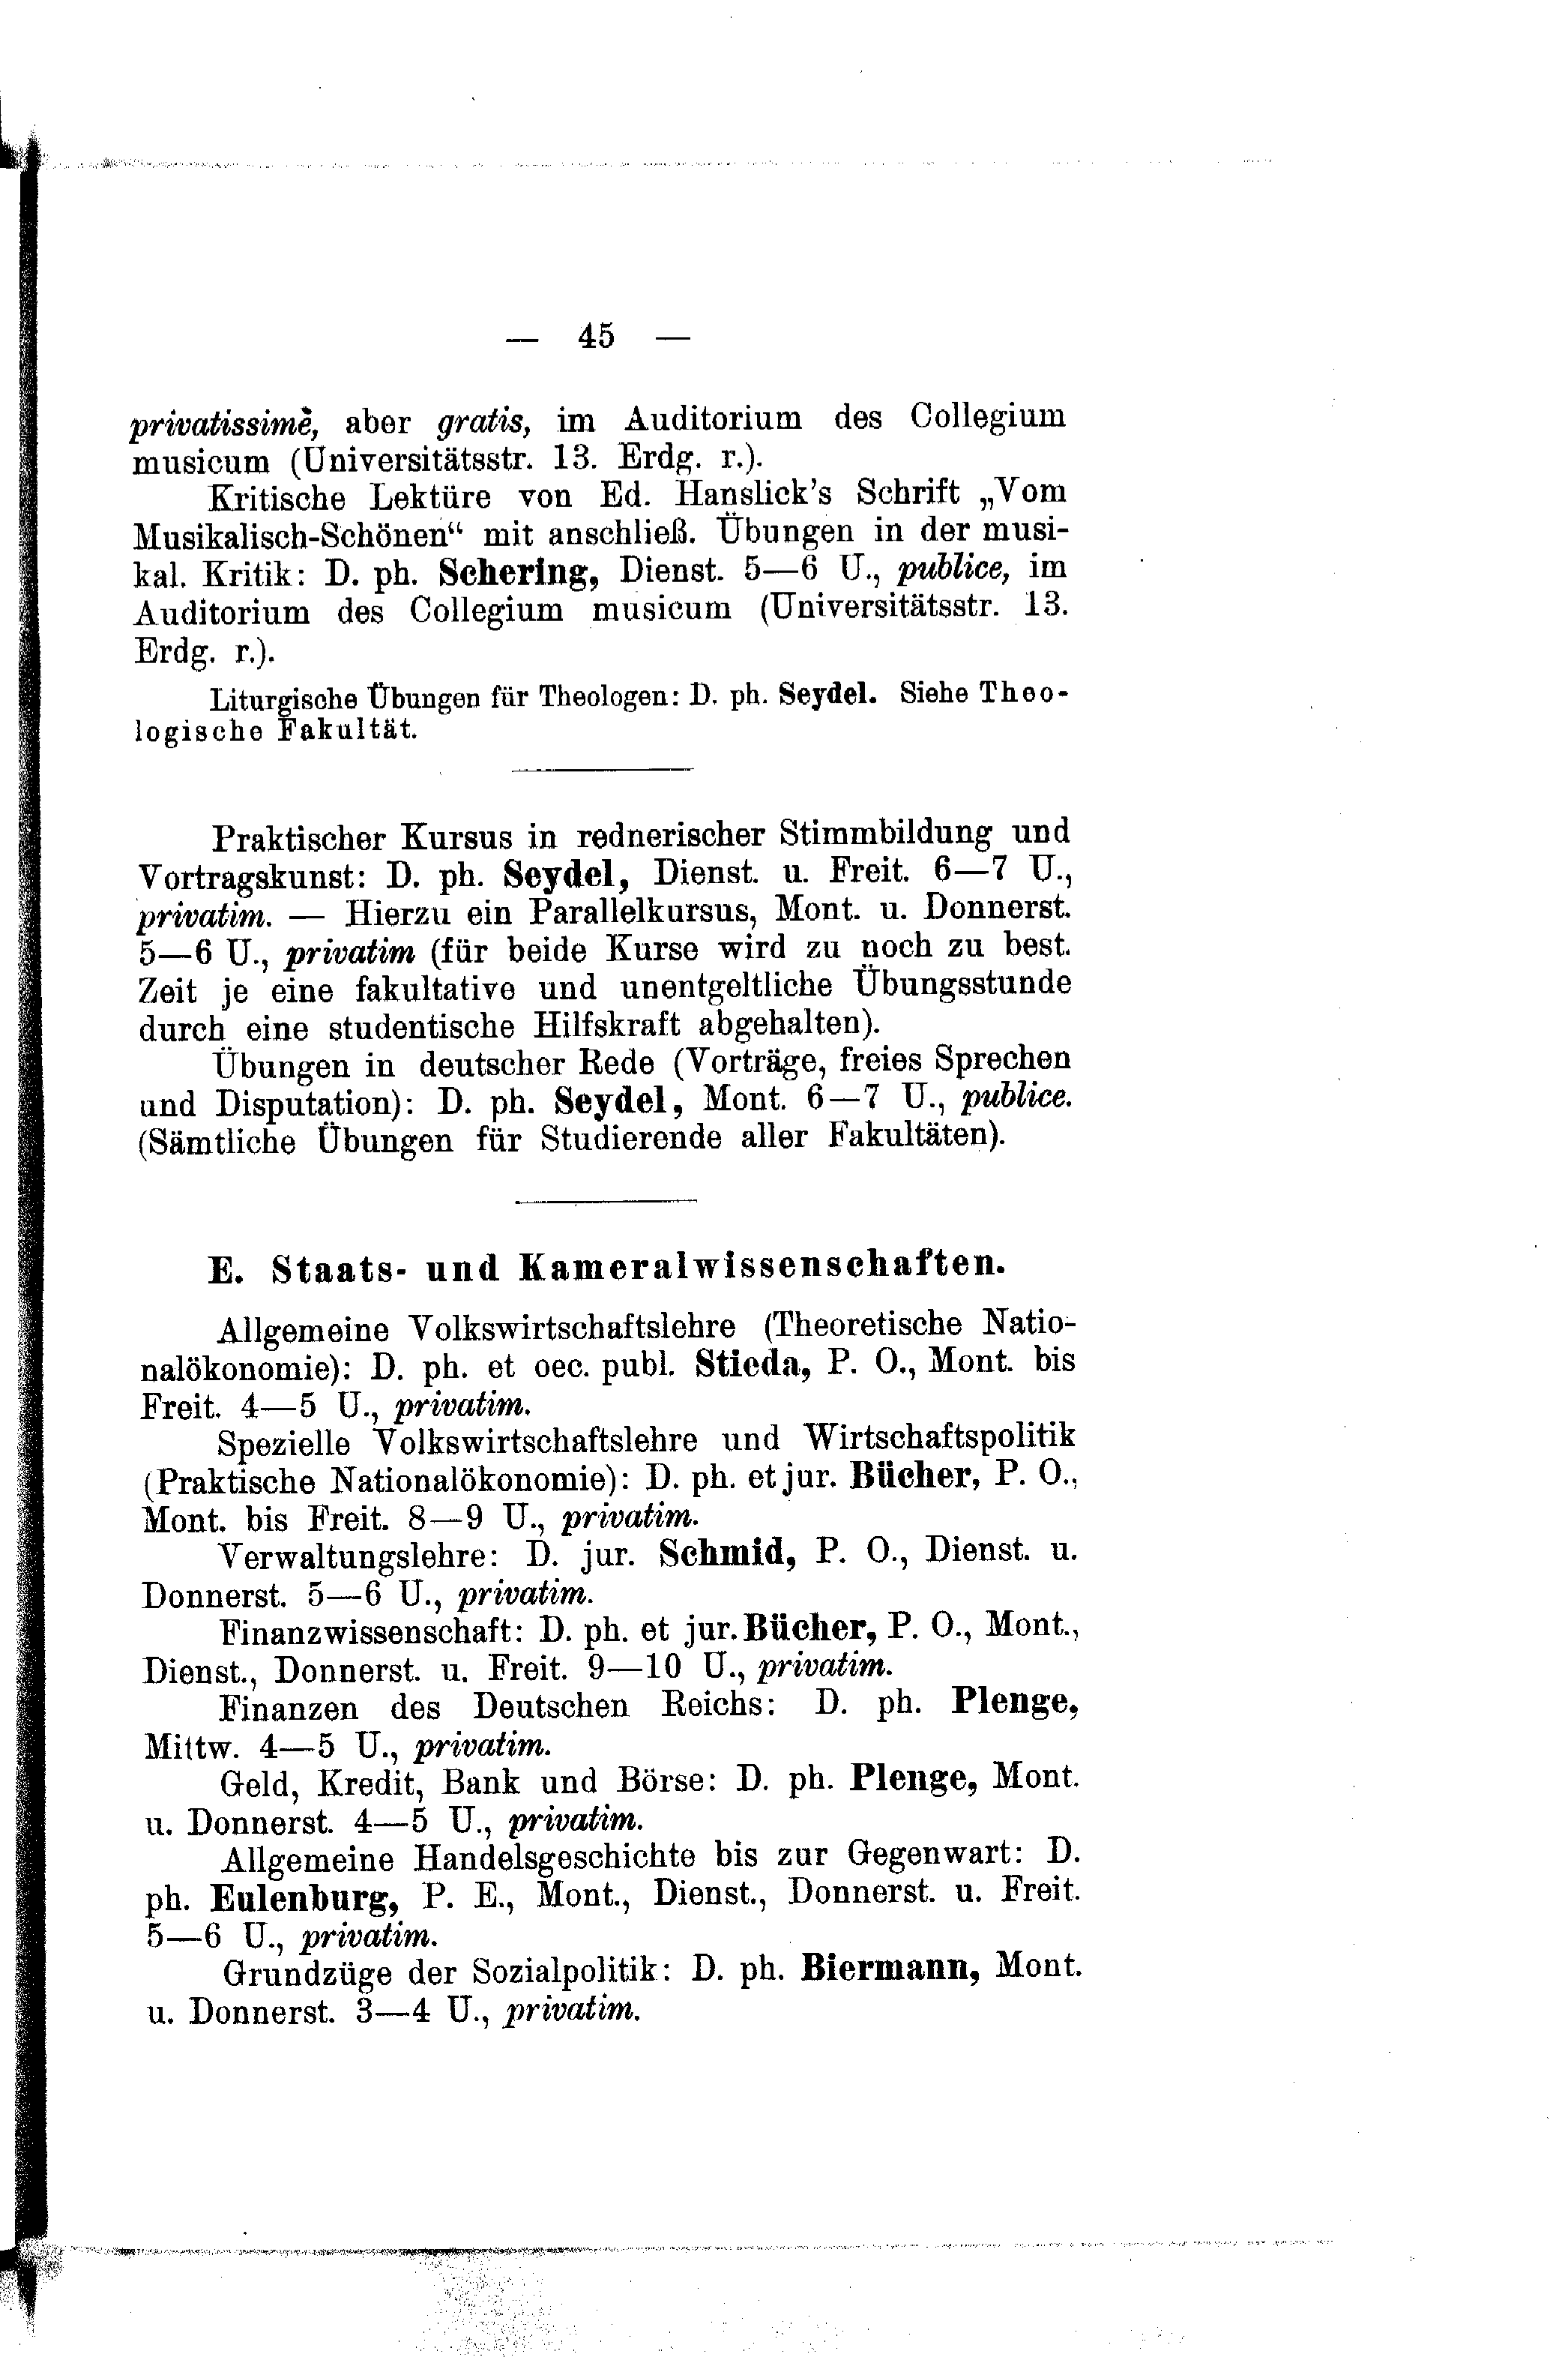 — 45 —
privatissime, aber gratis, im Auditorium des Collegium
musicum (Universitätsstr. 13. Erdg. r.).
Kritische Lektüre von Ed. Hanslick's Schrift „Vom
Musikalisch-Schönen“ mit anschließ. Übungen in der musi-
kal. Kritik: D. ph. Schering, Dienst. 5—6 U., publice, im
Auditorium des Collegium musicum (Universitätsstr. 13.
Erdg. r.).
Liturgische Übungen für Theologen: D. ph. Seydel. Siehe Theo-
logische Fakultät.
Praktischer Kursus in rednerischer Stimmbildung und
Vortragskunst: D. ph. Seydel, Dienst. u. Freit. 6—7 U.,
privatim. — Hierzu ein Parallelkursus, Mont. u. Donnerst.
5—6 U., privatim (für beide Kurse wird zu noch zu best.
Zeit je eine fakultative und unentgeltliche Übungsstunde
durch eine studentische Hilfskraft abgehalten).
Übungen in deutscher Rede (Vorträge, freies Sprechen
und Disputation): D. ph. Seydel, Mont. 6—7 U., publice.
(Sämtliche Übungen für Studierende aller Fakultäten).
E. Staats- und Kameralwissenschaften.
Allgemeine Volkswirtschaftslehre (Theoretische Natio-
nalökonomie): D. ph. et oec. publ. Stieda, P. O., Mont. bis
Freit. 4—5 U., privatim.
Spezielle Volkswirtschaftslehre und Wirtschaftspolitik
(Praktische Nationalökonomie): D. ph. et jur. Bücher, P. O.,
Mont. bis Freit. 8—9 U., privatim.
Verwaltungslehre: D. jur. Schmid, P. O., Dienst. u.
Donnerst. 5—6 U., privatim.
Finanzwissenschaft: D. ph. et jur. Bücher, P. O., Mont.,
Dienst., Donnerst. u. Freit. 9—10 U., privatim.
Finanzen des Deutschen Reichs: D. ph. Plenge,
Mittw. 4—5 U., privatim.
Geld, Kredit, Bank und Börse: D. ph. Plenge, Mont.
u. Donnerst. 4—5 U., privatim.
Allgemeine Handelsgeschichte bis zur Gegenwart: D.
ph. Eulenburg, P. E., Mont., Dienst., Donnerst. u. Freit.
5—6 U., privatim.
Grundzüge der Sozialpolitik: D. ph. Biermann, Mont.
u. Donnerst. 3—4 U., privatim.